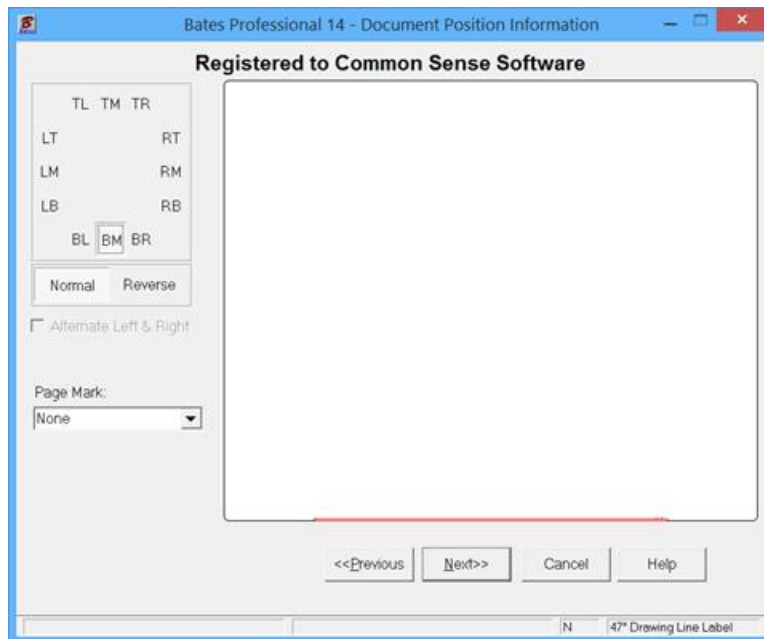 Bates Professional 14 - Document Position Information
Registered to Common Sense Software
TL TM TR
LT RT
LM RM
LB RB
BL BM BR
Normal Reverse
Alternate Left & Right
Page Mark:
None
<<Previous Next>> Cancel Help
N 47" Drawing Line Label